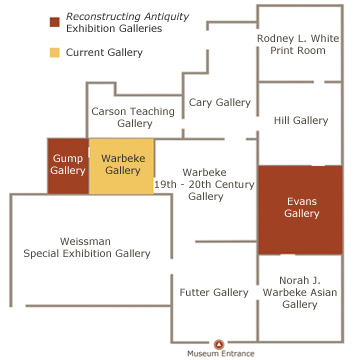 Reconstructing Antiquity
Exhibition Galleries
Current Gallery
Rodney L. White
Print Room
Cary Gallery
Carson Teaching
Gallery
Hill Gallery
Gump
Gallery
Warbeke
Gallery
Warbeke
19th - 20th Century
Gallery
Evans
Gallery
Weissman
Special Exhibition Gallery
Futter Gallery
Norah J.
Warbeke Asian
Gallery
Museum Entrance